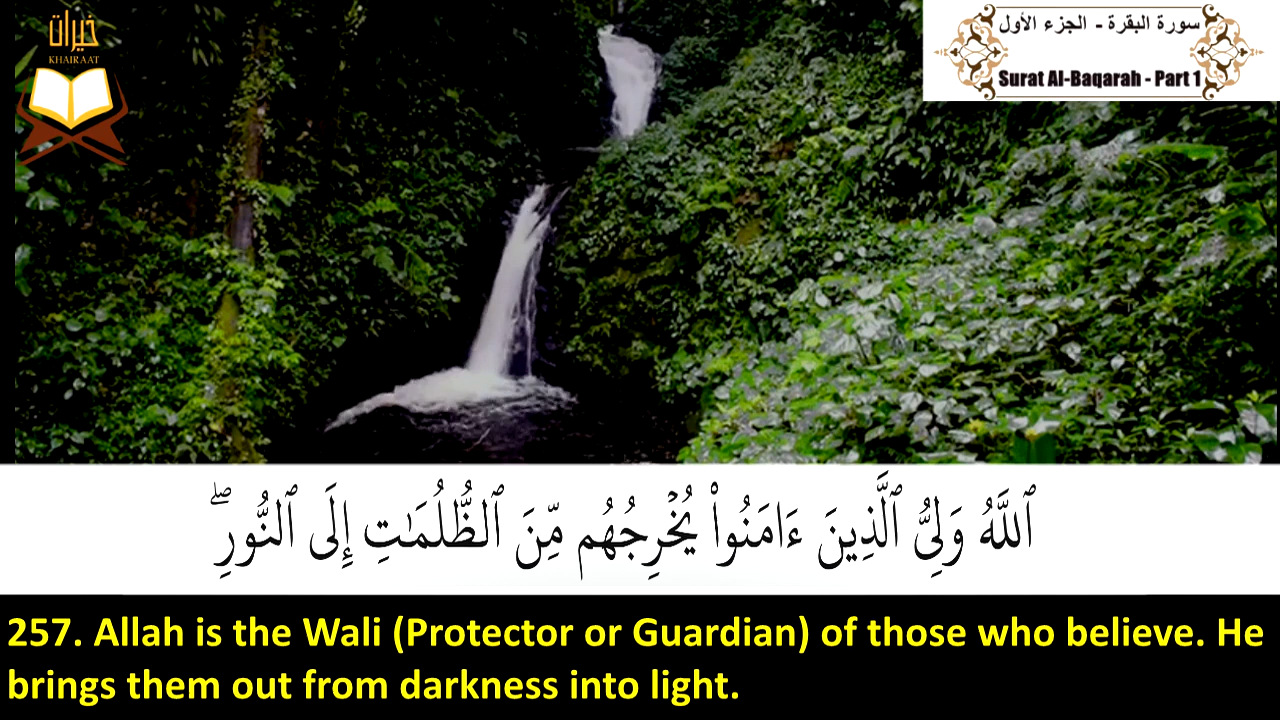 خيرات
KHAIRAAT
سورة البقرة - الجزء الأول
Surat Al-Baqarah - Part 1
ٱللَّهُ وَلِىُّ ٱلَّذِينَ ءَامَنُوا۟ يُخْرِجُهُم مِّنَ ٱلظُّلُمَـٰتِ إِلَى ٱلنُّورِ ۖ
257. Allah is the Wali (Protector or Guardian) of those who believe. He
brings them out from darkness into light.